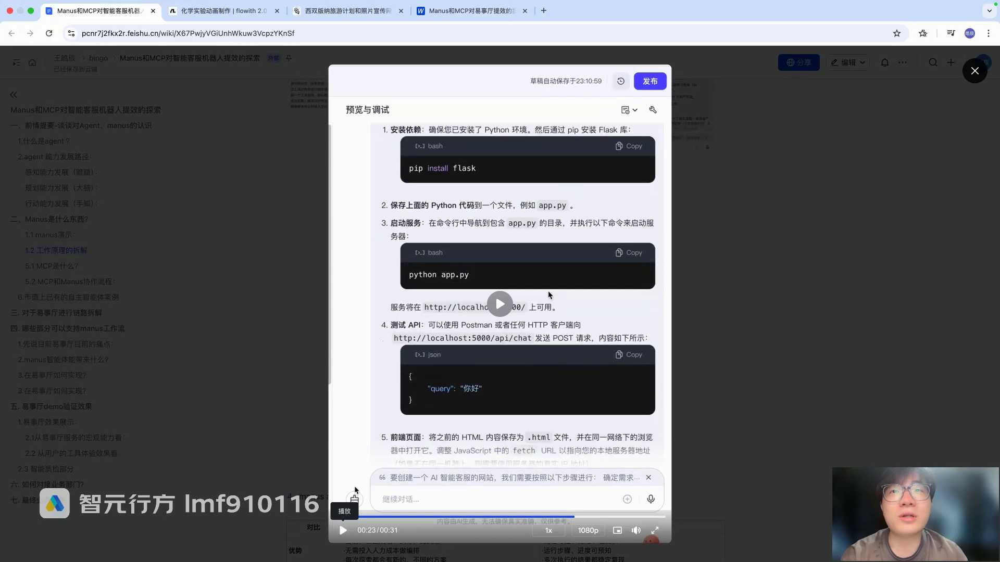 Manus和MCP对智能客服机器人
化学实验动画制作 | flowith 2.0
西双版纳旅游计划和照片宣传网
Manus和MCP对易事厅提效的探
pcnr7j2fkx2r.feishu.cn/wiki/X67PwjyVGiUnhWkuw3VcpzYKnSf
皓辰
王皓辰 > bingo > Manus和MCP对智能客服机器人提效的探索 外部
已经保存到云端
分享
编辑
草稿自动保存于23:10:59
发布
预览与调试
Manus和MCP对智能客服机器人提效的探索
一、前情提要-谈谈对Agent、manus的认识
1.什么是agent？
2.agent 能力发展路径：
感知能力发展（眼睛）：
规划能力发展（大脑）：
行动能力发展（手脚）：
二、Manus是什么东西？
1.1 manus演示：
1.2 工作原理的拆解
5.1 MCP是什么？
5.2 MCP和Manus协作流程：
6.市面上已有的自主智能体案例
三. 对于易事厅进行链路拆解
四. 哪些部分可以支持manus工作流
1.先说目前易事厅目前的痛点：
2.manus智能体能带来什么？
3.在易事厅如何实现？
3.在易事厅如何实现？
五. 易事厅demo验证效果
1.易事厅效果展示：
2.1从易事厅服务的宏观能力看：
2.2 从用户的工具体验效果看
2.3 智能质检部分
六. 如何对接业务部门？
七. 最终
1. 安装依赖：确保您已安装了 Python 环境。然后通过 pip 安装 Flask 库：
bash
Copy
pip install flask
2. 保存上面的 Python 代码到一个文件，例如 app.py 。
3. 启动服务：在命令行中导航到包含 app.py 的目录，并执行以下命令来启动服
务器：
bash
Copy
python app.py
服务将在 http://localho 00/ 上可用。
4. 测试 API：可以使用 Postman 或者任何 HTTP 客户端向
http://localhost:5000/api/chat 发送 POST 请求，内容如下所示：
json
Copy
{
"query": "你好"
}
5. 前端页面：将之前的 HTML 内容保存为 .html 文件，并在同一网络下的浏览
器中打开它。调整 JavaScript 中的 fetch URL 以指向您的本地服务器地址
（如果不在同一机器上，则需要使用服务器的真实 IP 地址）
要创建一个 AI 智能客服的网站，我们需要按照以下步骤进行： 确定需求...
继续对话...
播放
内容由AI生成，无法确保真实准确，仅供参考。
00:23/00:31
1x
1080p
智元行方 lmf910116
对比
优势
·无需投入人力成本做编排
·每次探索都会有新的、不同的方案
·运行步骤、进度可预知
·多次执行的结果都稳定复现